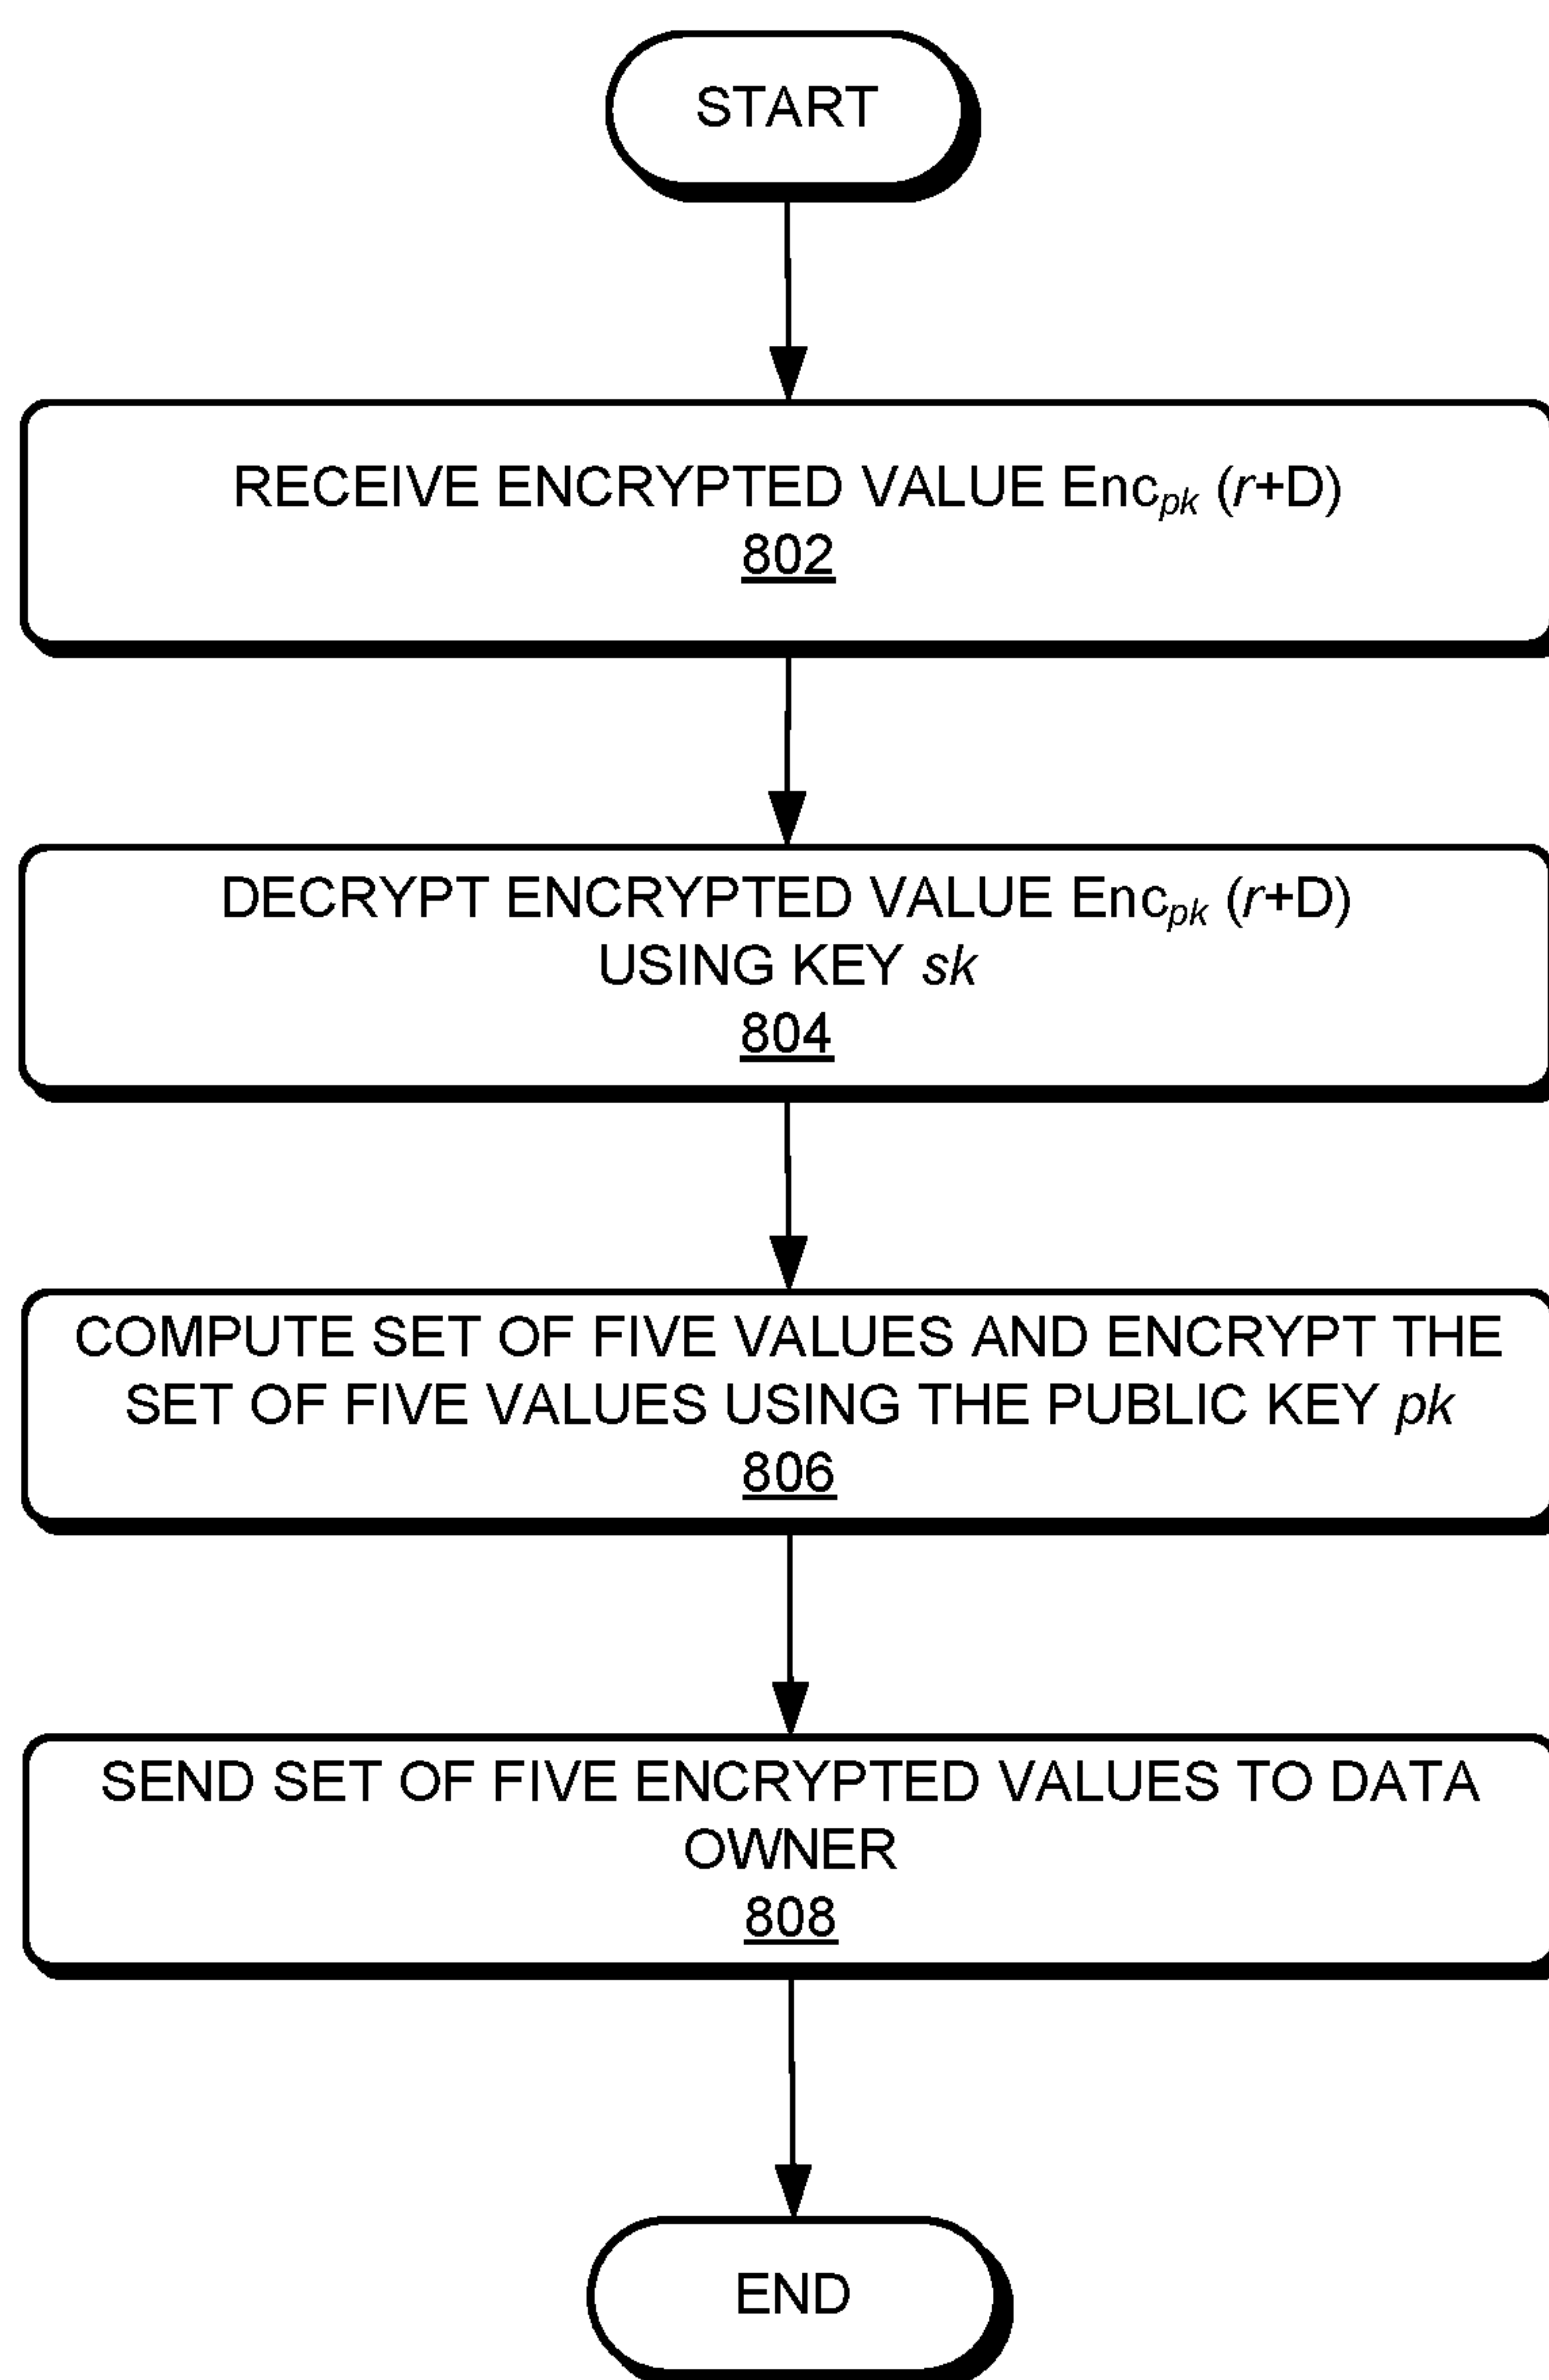 START
RECEIVE ENCRYPTED VALUE Encpk (r+D)
802
DECRYPT ENCRYPTED VALUE Encpk (r+D)
USING KEY sk
804
COMPUTE SET OF FIVE VALUES AND ENCRYPT THE
SET OF FIVE VALUES USING THE PUBLIC KEY pk
806
SEND SET OF FIVE ENCRYPTED VALUES TO DATA
OWNER
808
END